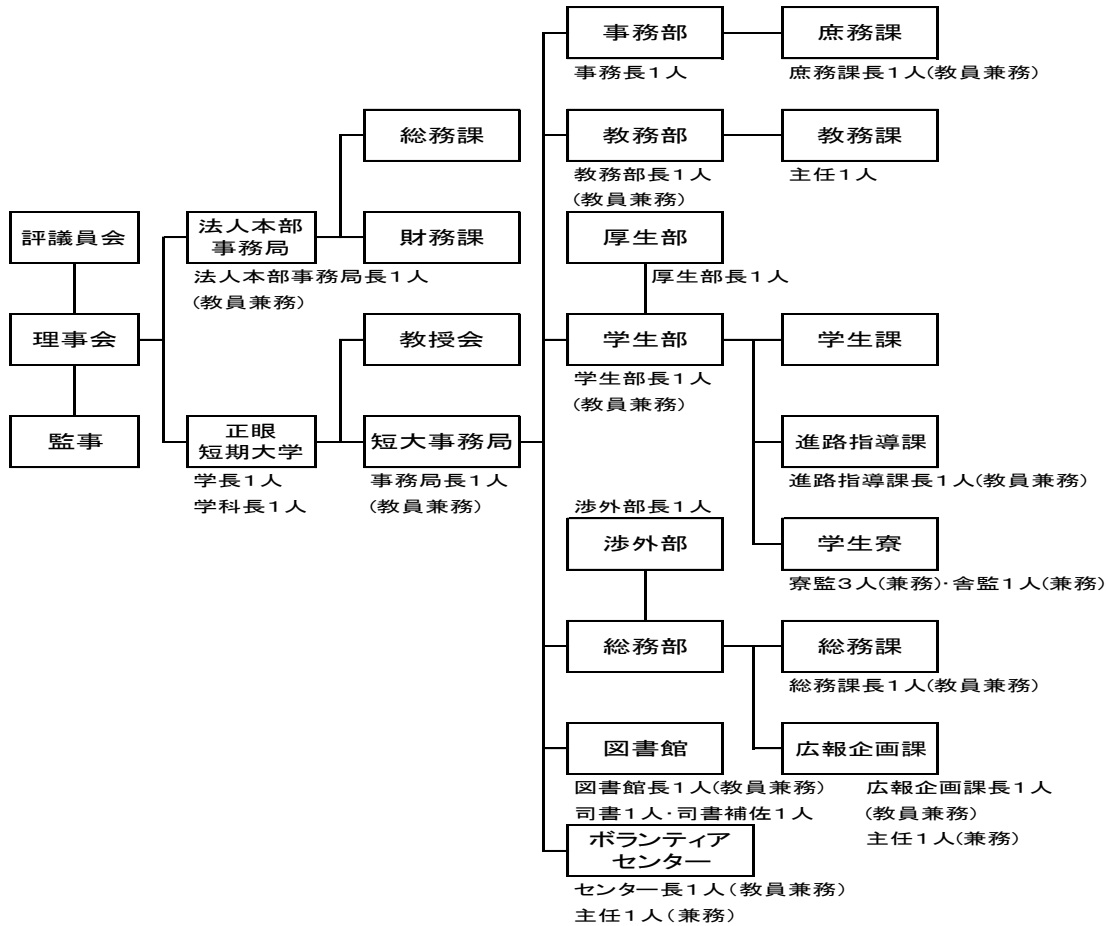 事務部
庶務課
事務長1人
庶務課長1人(教員兼務)
総務課
教務部
教務課
教務部長1人
(教員兼務)
主任1人
評議員会
法人本部
事務局
財務課
厚生部
法人本部事務局長1人
(教員兼務)
厚生部長1人
理事会
教授会
学生部
学生課
学生部長1人
(教員兼務)
監事
正眼
短期大学
短大事務局
進路指導課
学長1人
学科長1人
事務局長1人
(教員兼務)
進路指導課長1人(教員兼務)
渉外部長1人
渉外部
学生寮
寮監3人(兼務)・舎監1人(兼務)
総務部
総務課
総務課長1人(教員兼務)
図書館
広報企画課
図書館長1人(教員兼務)
司書1人・司書補佐1人
広報企画課長1人
(教員兼務)
主任1人(兼務)
ボランティア
センター
センター長1人(教員兼務)
主任1人(兼務)